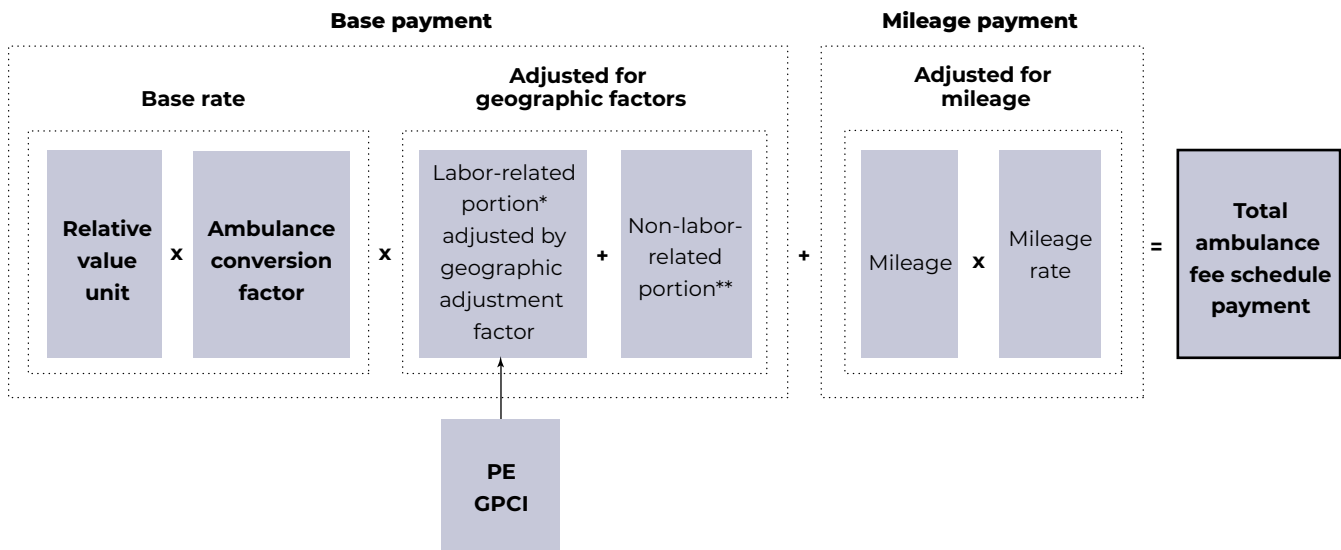 Base payment
Mileage payment
Base rate
Adjusted for
geographic factors
Adjusted for
mileage
Relative
value
unit
x
Ambulance
conversion
factor
x
Labor-related
portion*
adjusted by
geographic
adjustment
factor
+
Non-labor-
related
portion**
+
Mileage
x
Mileage
rate
=
Total
ambulance
fee schedule
payment
PE
GPCI